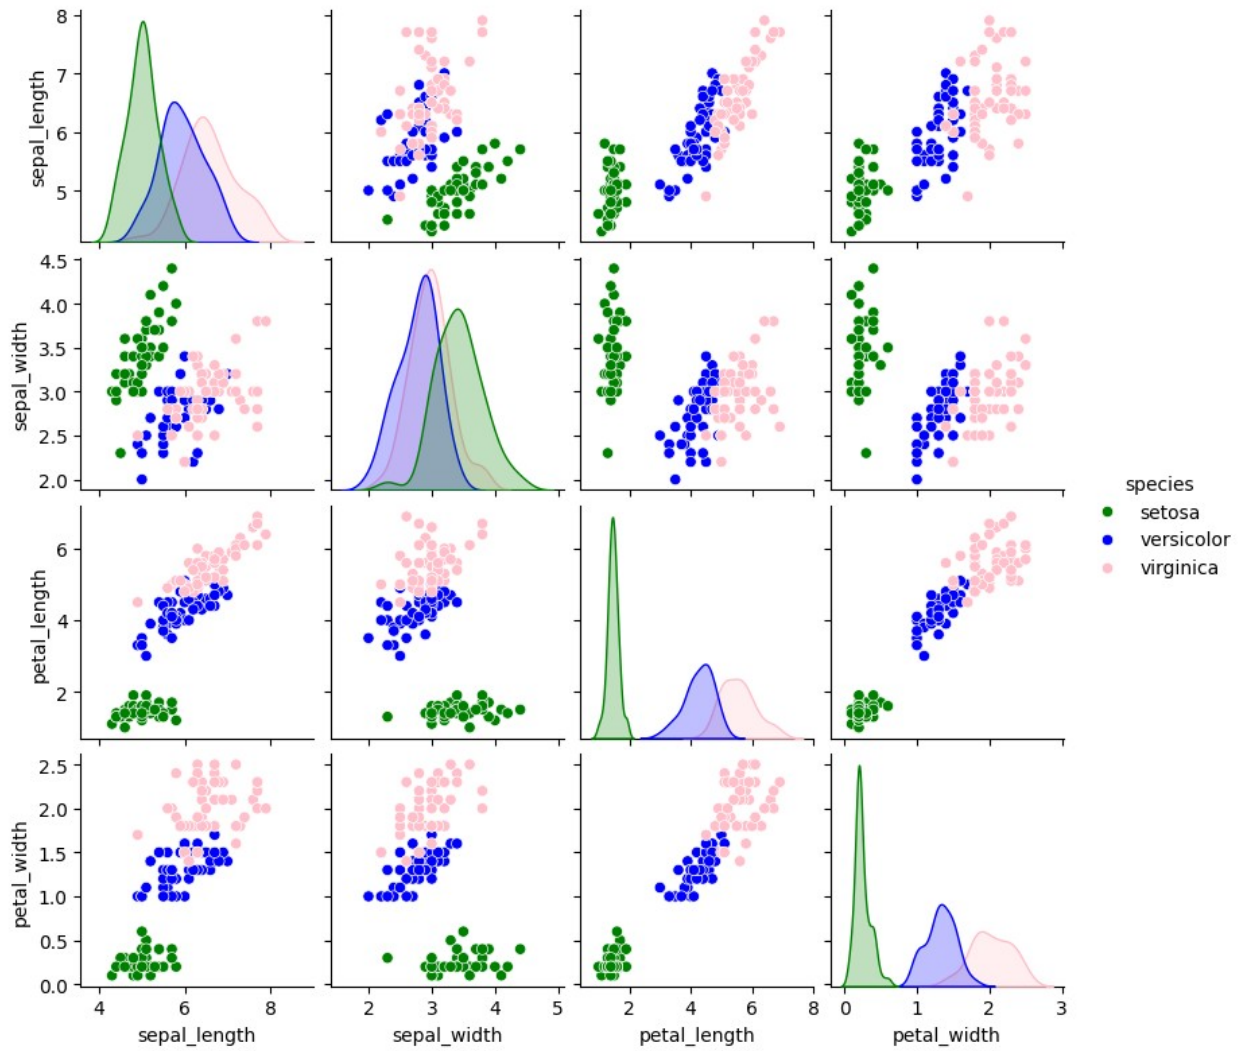 8
7
6
5
sepal_length
4.5
4.0
3.5
3.0
2.5
2.0
sepal_width
6
4
2
petal_length
2.5
2.0
1.5
1.0
0.5
0.0
petal_width
4 6 8
sepal_length
2 3 4 5
sepal_width
2 4 6 8
petal_length
0 1 2 3
petal_width
species
setosa
versicolor
virginica